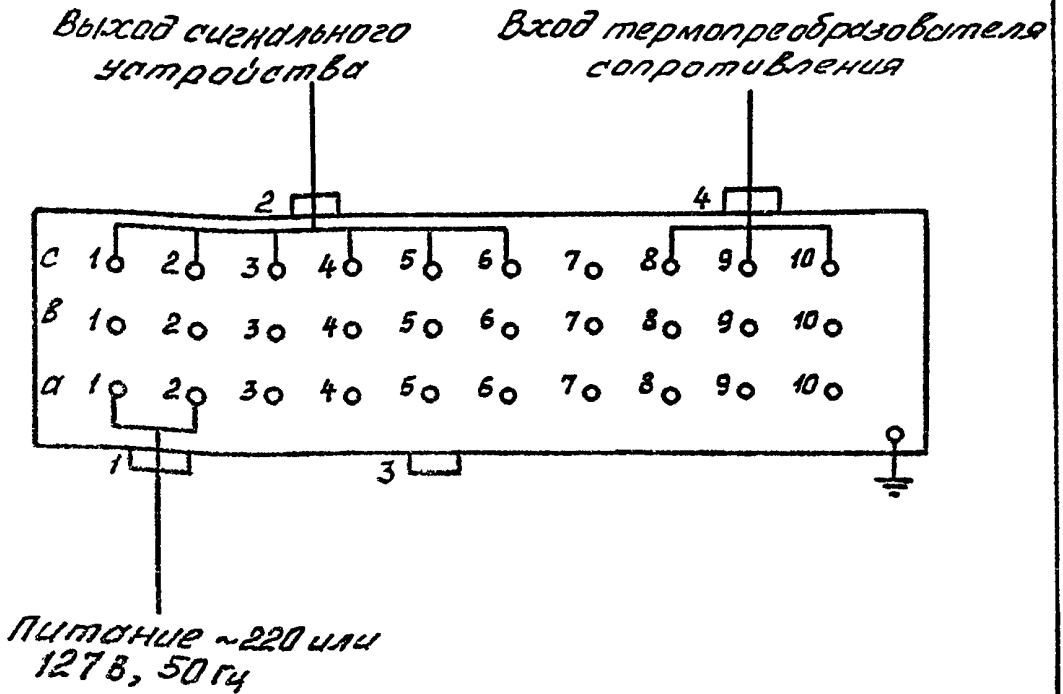 Выход сигнального
устройства
Вход термопреобразователя
сопротивления
2
4
с 1 2 3 4 5 6 7 8 9 10
в 1 2 3 4 5 6 7 8 9 10
а 1 2 3 4 5 6 7 8 9 10
1
3
Питание ~220 или
127 В, 50 Гц